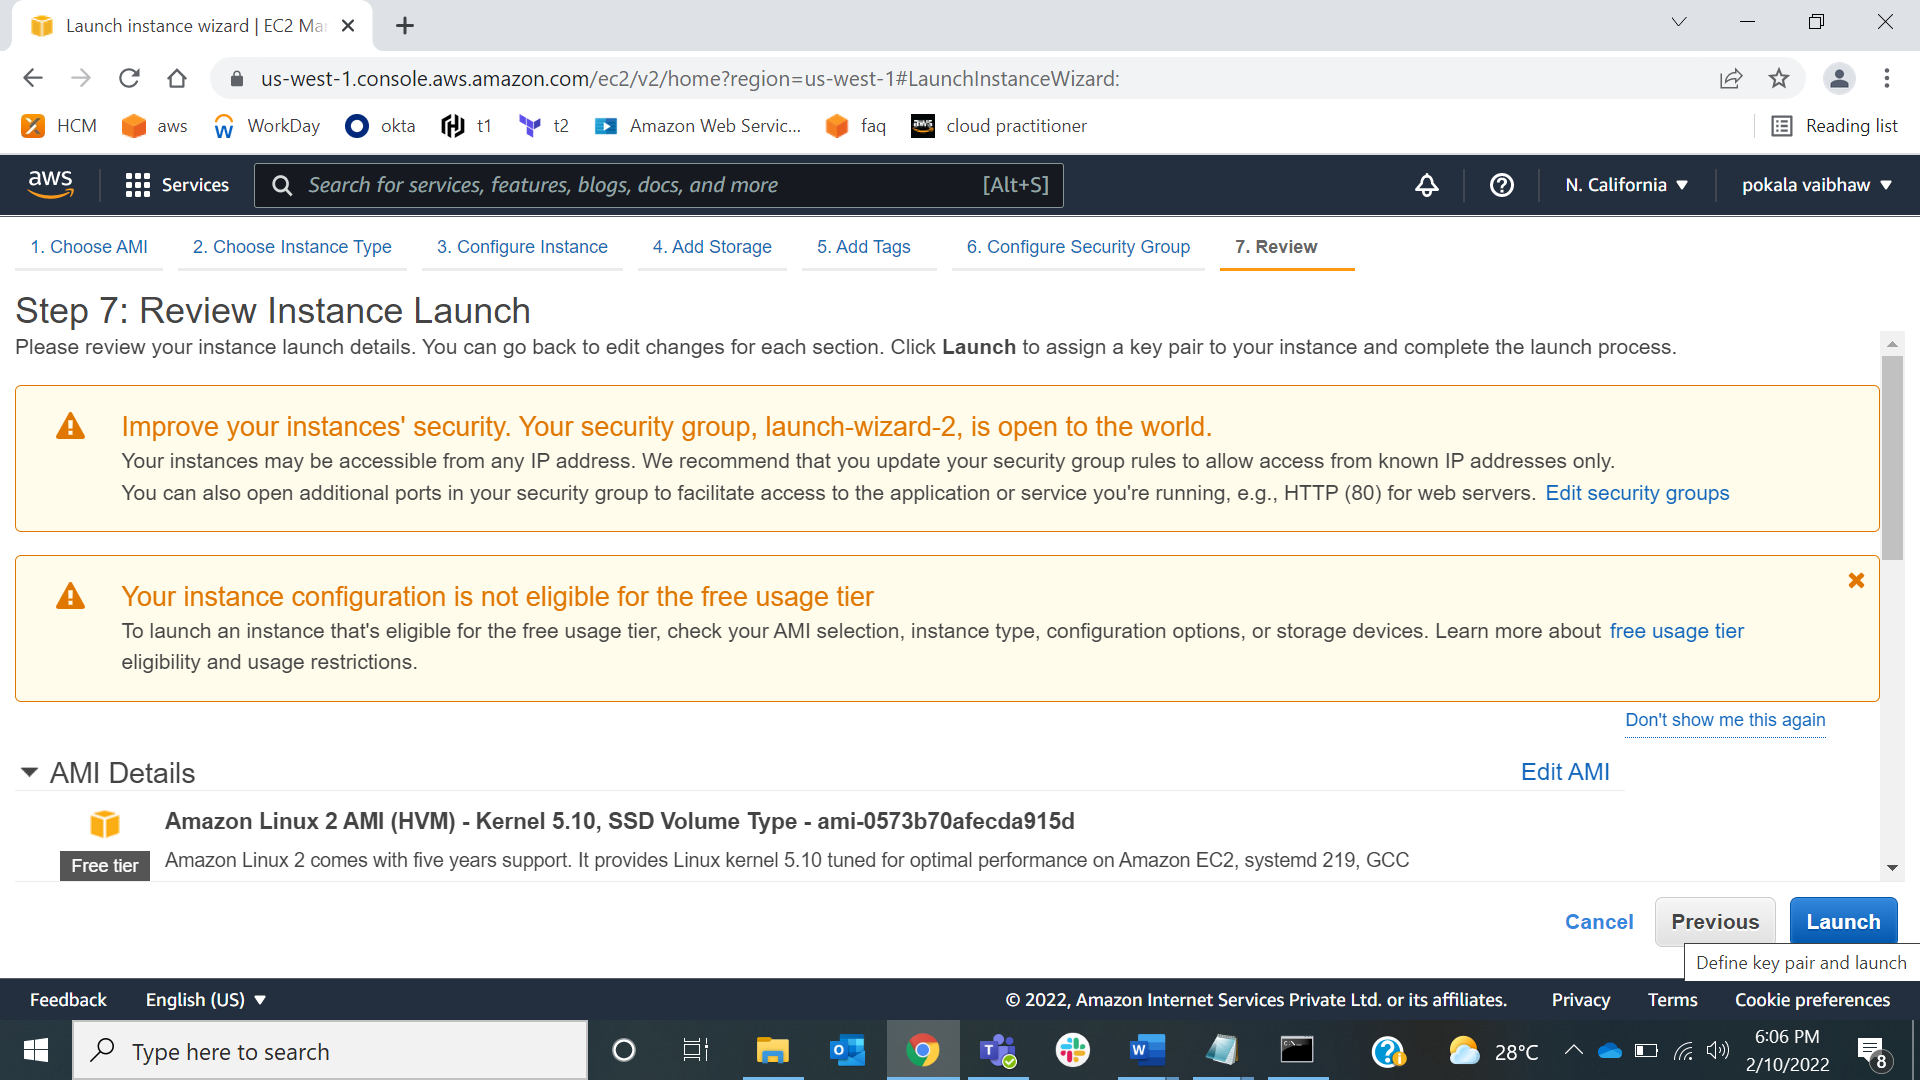 Launch instance wizard | EC2 Ma
us-west-1.console.aws.amazon.com/ec2/v2/home?region=us-west-1#LaunchInstanceWizard:
HCM aws WorkDay okta t1 t2 Amazon Web Servic... faq cloud practitioner Reading list
aws Services Search for services, features, blogs, docs, and more [Alt+S] N. California pokala vaibhaw
1. Choose AMI 2. Choose Instance Type 3. Configure Instance 4. Add Storage 5. Add Tags 6. Configure Security Group 7. Review
Step 7: Review Instance Launch
Please review your instance launch details. You can go back to edit changes for each section. Click Launch to assign a key pair to your instance and complete the launch process.
Improve your instances' security. Your security group, launch-wizard-2, is open to the world.
Your instances may be accessible from any IP address. We recommend that you update your security group rules to allow access from known IP addresses only.
You can also open additional ports in your security group to facilitate access to the application or service you're running, e.g., HTTP (80) for web servers. Edit security groups
Your instance configuration is not eligible for the free usage tier
To launch an instance that's eligible for the free usage tier, check your AMI selection, instance type, configuration options, or storage devices. Learn more about free usage tier
eligibility and usage restrictions.
Don't show me this again
AMI Details Edit AMI
Amazon Linux 2 AMI (HVM) - Kernel 5.10, SSD Volume Type - ami-0573b70afecda915d
Free tier Amazon Linux 2 comes with five years support. It provides Linux kernel 5.10 tuned for optimal performance on Amazon EC2, systemd 219, GCC
Cancel Previous Launch
Define key pair and launch
Feedback English (US) © 2022, Amazon Internet Services Private Ltd. or its affiliates. Privacy Terms Cookie preferences
Type here to search 28°C 6:06 PM
2/10/2022 8